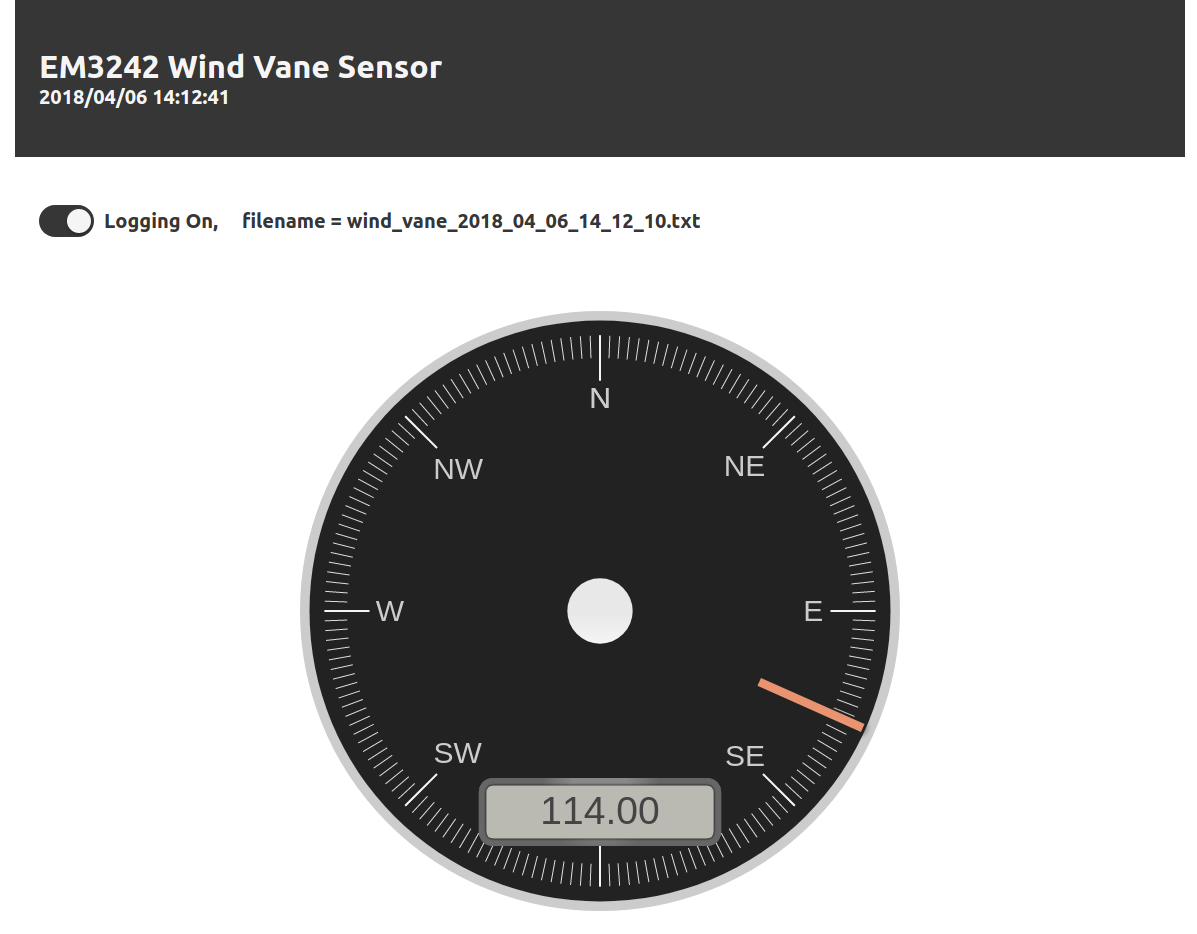 EM3242 Wind Vane Sensor
2018/04/06 14:12:41
Logging On, filename = wind_vane_2018_04_06_14_12_10.txt
N
NW
NE
W
E
SW
SE
114.00